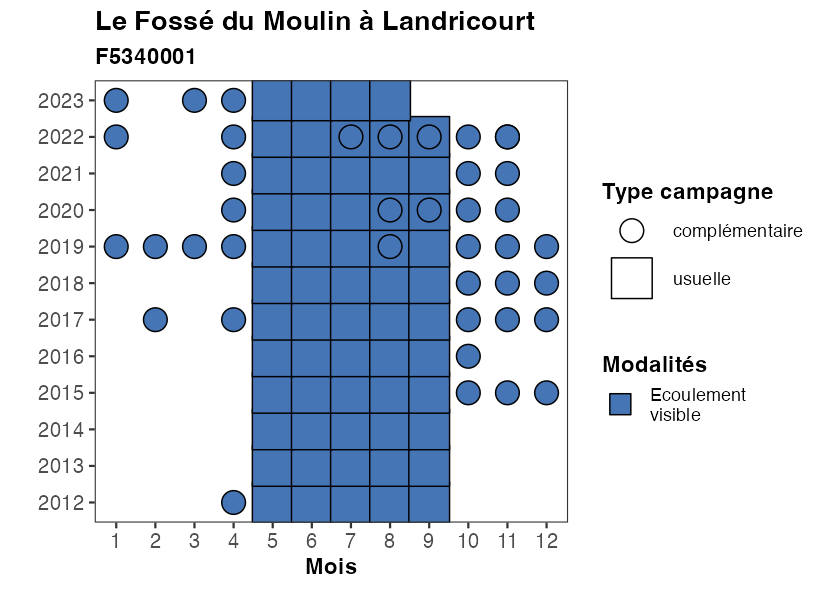 Le Fossé du Moulin à Landricourt
F5340001
2023
2022
2021
2020
2019
2018
2017
2016
2015
2014
2013
2012
1 2 3 4 5 6 7 8 9 10 11 12
Mois
Type campagne
complémentaire
usuelle
Modalités
Ecoulement
visible